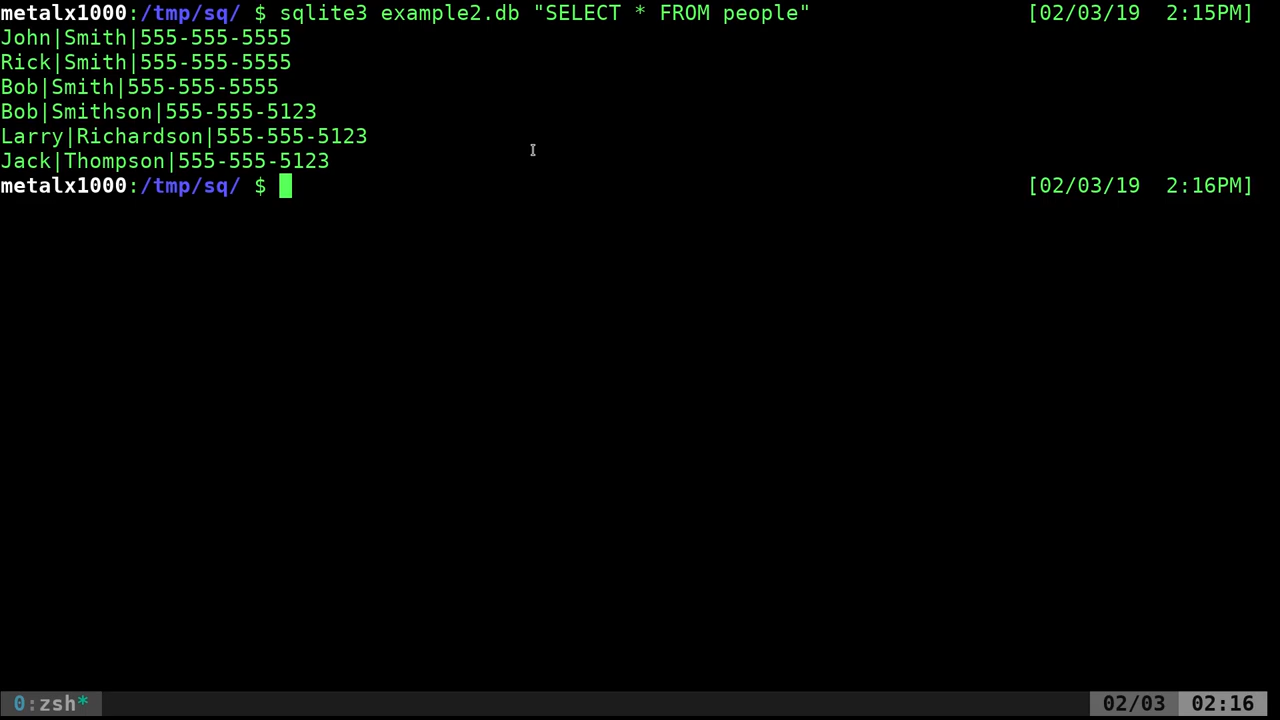 metalx1000:/tmp/sq/ $ sqlite3 example2.db "SELECT * FROM people" [02/03/19  2:15PM]
John|Smith|555-555-5555
Rick|Smith|555-555-5555
Bob|Smith|555-555-5555
Bob|Smithson|555-555-5123
Larry|Richardson|555-555-5123
Jack|Thompson|555-555-5123
metalx1000:/tmp/sq/ $ [02/03/19  2:16PM]
0:zsh* 02/03 02:16